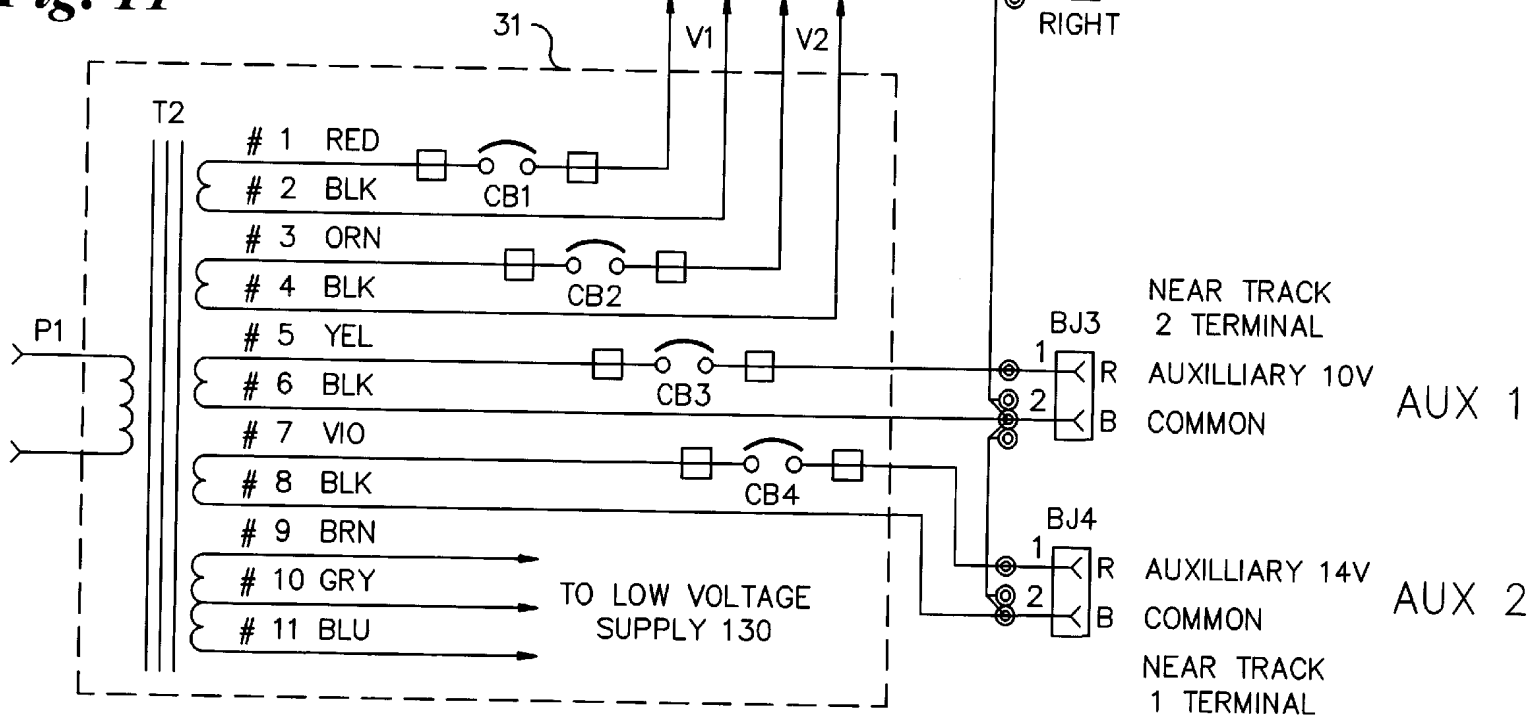 Fig. 11
31
V1
V2
RIGHT
T2
# 1 RED
CB1
# 2 BLK
# 3 ORN
CB2
# 4 BLK
# 5 YEL
CB3
# 6 BLK
# 7 VIO
CB4
# 8 BLK
# 9 BRN
# 10 GRY
# 11 BLU
P1
TO LOW VOLTAGE
SUPPLY 130
NEAR TRACK
2 TERMINAL
BJ3
1
R AUXILLIARY 10V
2
B COMMON
AUX 1
BJ4
1
R AUXILLIARY 14V
2
B COMMON
AUX 2
NEAR TRACK
1 TERMINAL